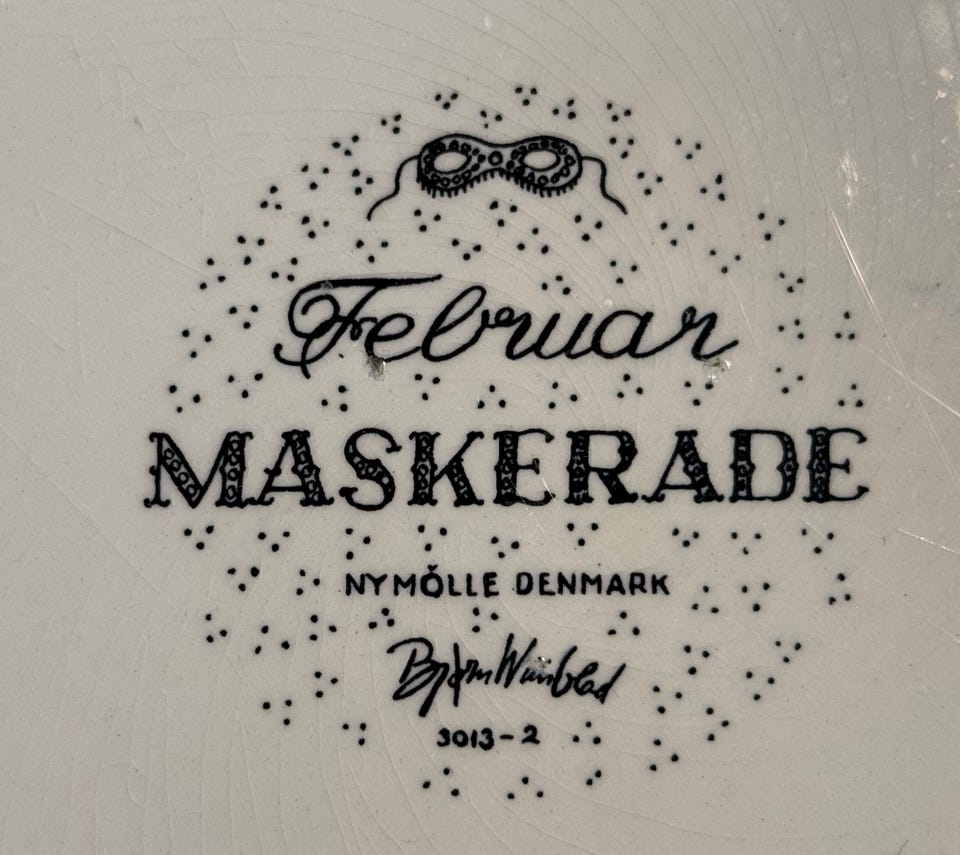 Februar
MASKERADE
NYMÖLLE DENMARK
Bjørn Wiinblad
3013-2